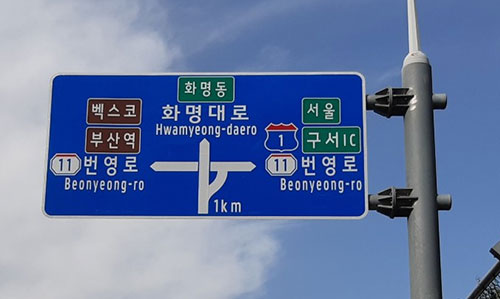 화명동
화명대로
Hwamyeong-daero
벡스코
부산역
11 번영로
Beonyeong-ro
서울
1 구서IC
11 번영로
Beonyeong-ro
1km